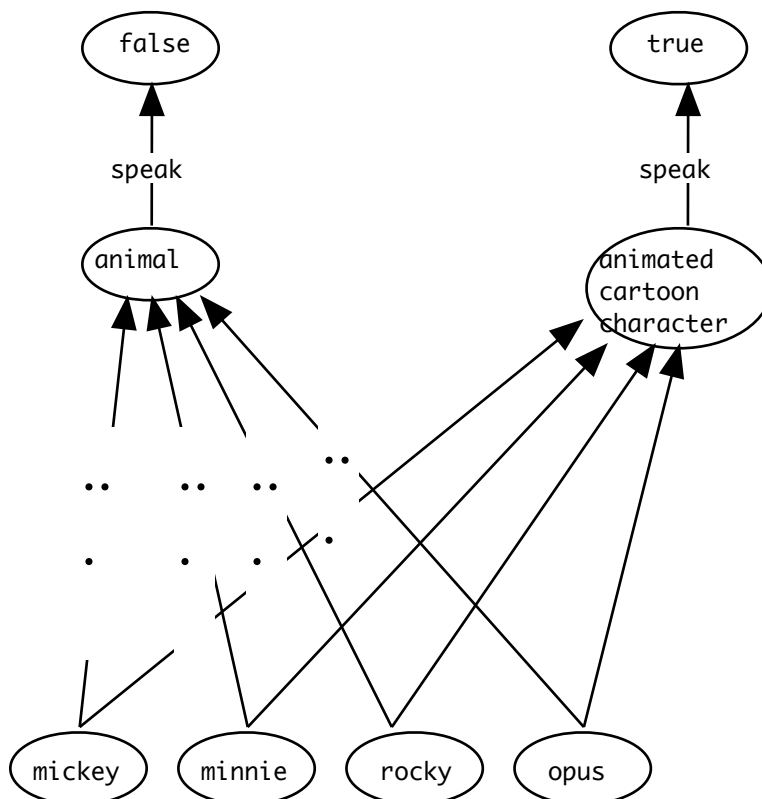 false
true
speak
speak
animal
animated
cartoon
character
..
..
..
..
.
.
.
.
mickey
minnie
rocky
opus